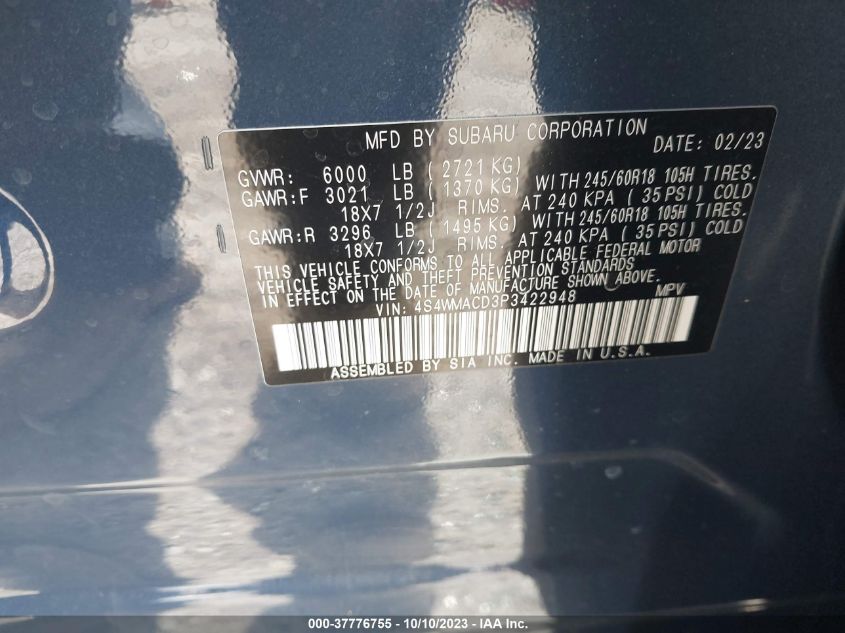 MFD BY SUBARU CORPORATION DATE: 02/23
GVWR: 6000 LB ( 2721 KG)
GAWR:F 3021 LB ( 1370 KG) WITH 245/60R18 105H TIRES.
18X7 1/2J RIMS. AT 240 KPA ( 35 PSI) COLD
GAWR:R 3296 LB ( 1495 KG) WITH 245/60R18 105H TIRES.
18X7 1/2J RIMS. AT 240 KPA ( 35 PSI) COLD
THIS VEHICLE CONFORMS TO ALL APPLICABLE FEDERAL MOTOR
VEHICLE SAFETY AND THEFT PREVENTION STANDARDS
IN EFFECT ON THE DATE OF MANUFACTURE SHOWN ABOVE.
VIN: 4S4WMACD3P3422948 MPV
ASSEMBLED BY SIA INC. MADE IN U.S.A.
000-37776755 - 10/10/2023 - IAA Inc.